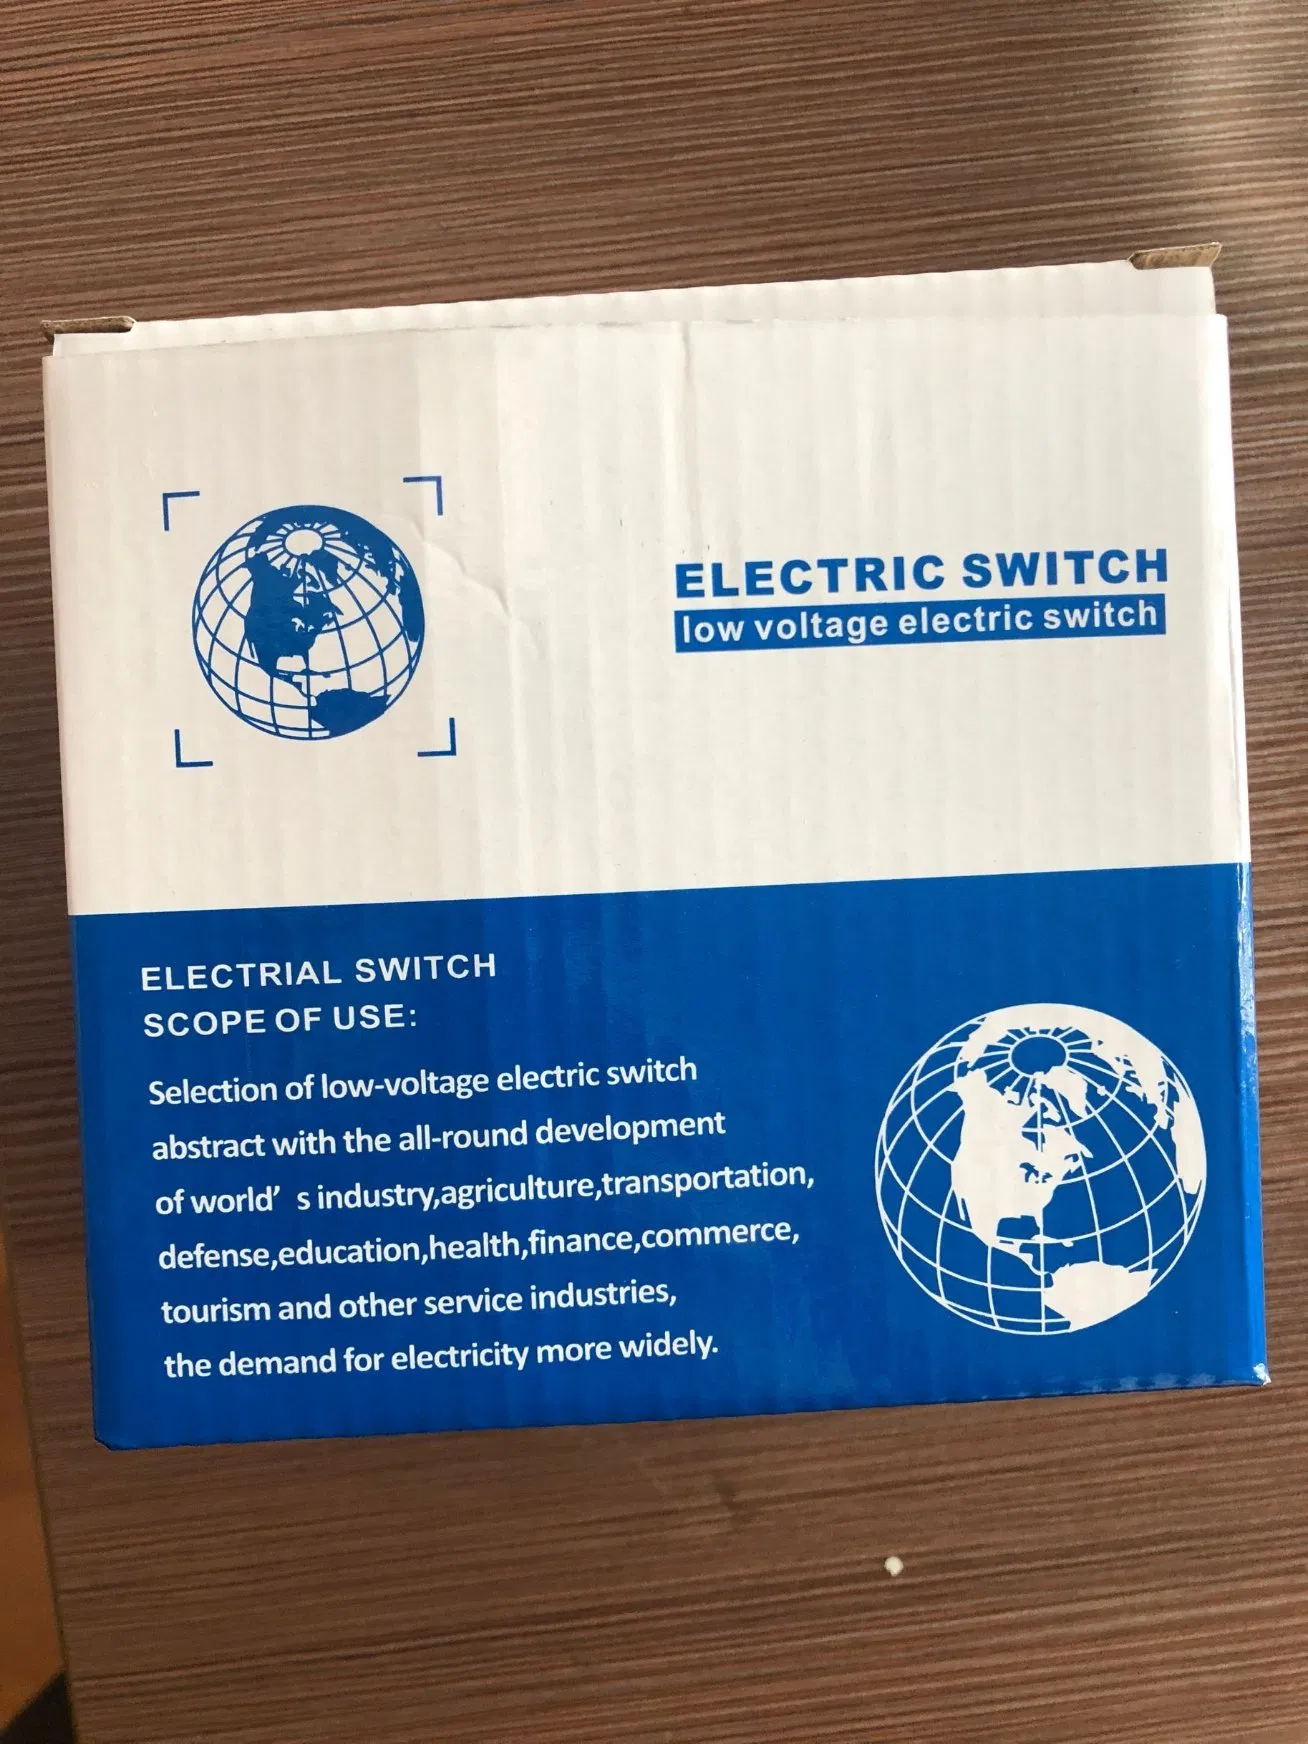 ELECTRIC SWITCH
low voltage electric switch
ELECTRIAL SWITCH
SCOPE OF USE:
Selection of low-voltage electric switch
abstract with the all-round development
of world' s industry,agriculture,transportation,
defense,education,health,finance,commerce,
tourism and other service industries,
the demand for electricity more widely.